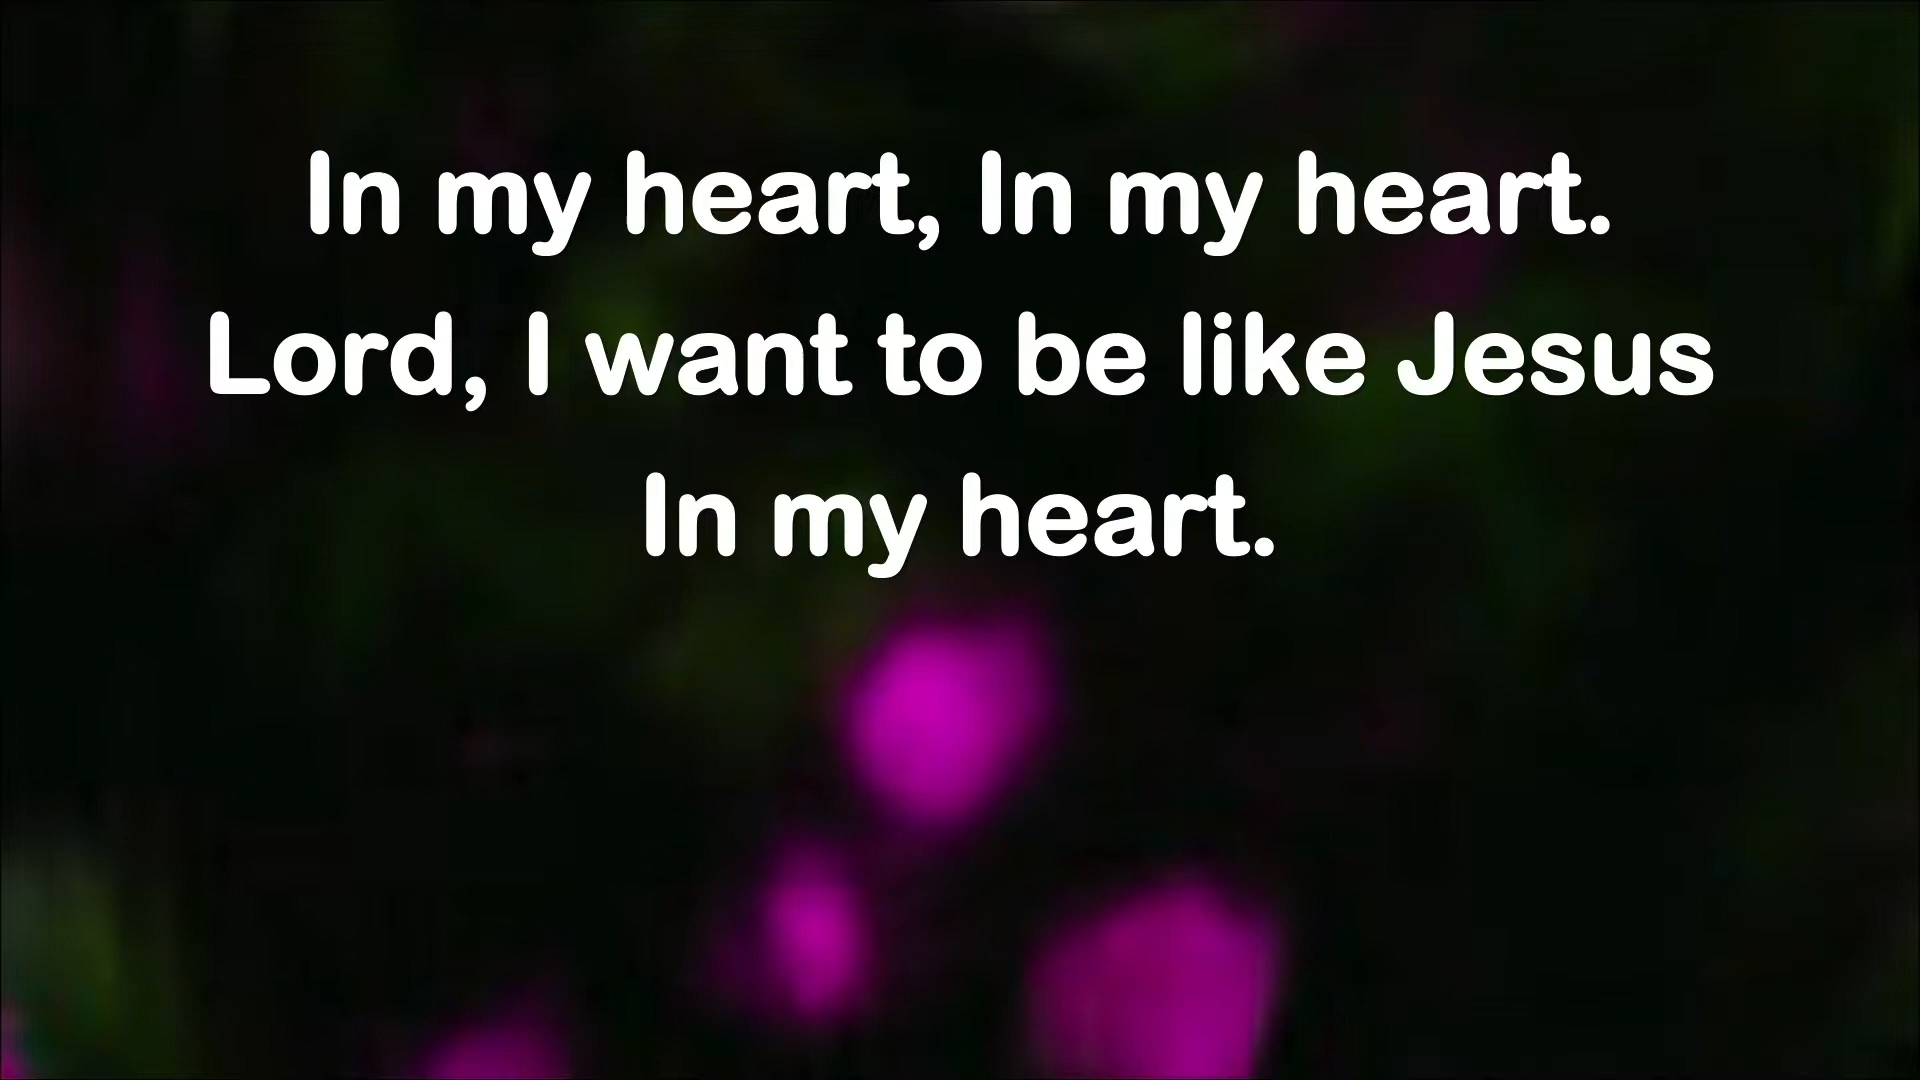 In my heart, In my heart.
Lord, I want to be like Jesus
In my heart.